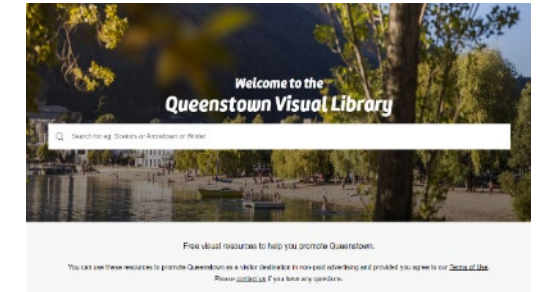 Welcome to the
Queenstown Visual Library
Search for eg: Scenics or Arrowtown or Winter
Free visual resources to help you promote Queenstown.
You can use these resources to promote Queenstown as a visitor destination in non-paid advertising and provided you agree to our Terms of Use.
Please contact us if you have any questions.